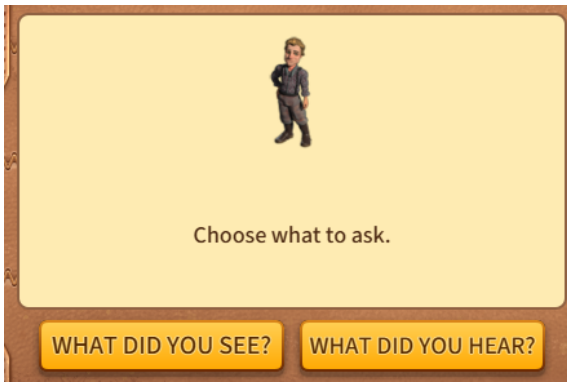 Choose what to ask.
WHAT DID YOU SEE?
WHAT DID YOU HEAR?